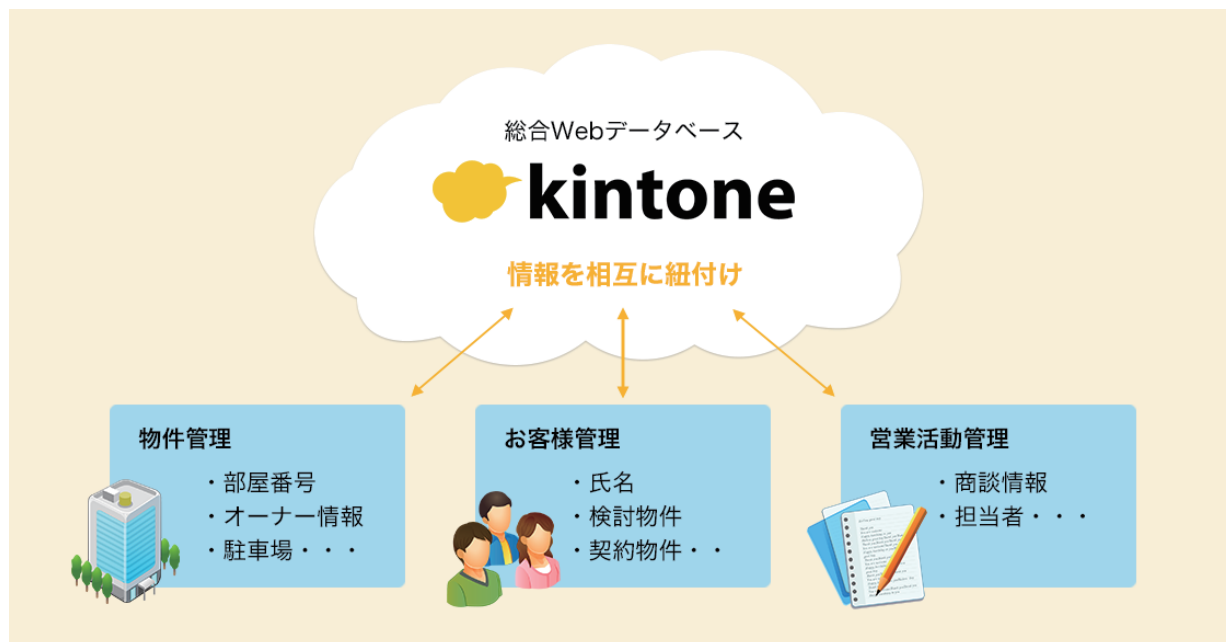 総合Webデータベース
kintone
情報を相互に紐付け
物件管理
・部屋番号
・オーナー情報
・駐車場・・・
お客様管理
・氏名
・検討物件
・契約物件・・
営業活動管理
・商談情報
・担当者・・・